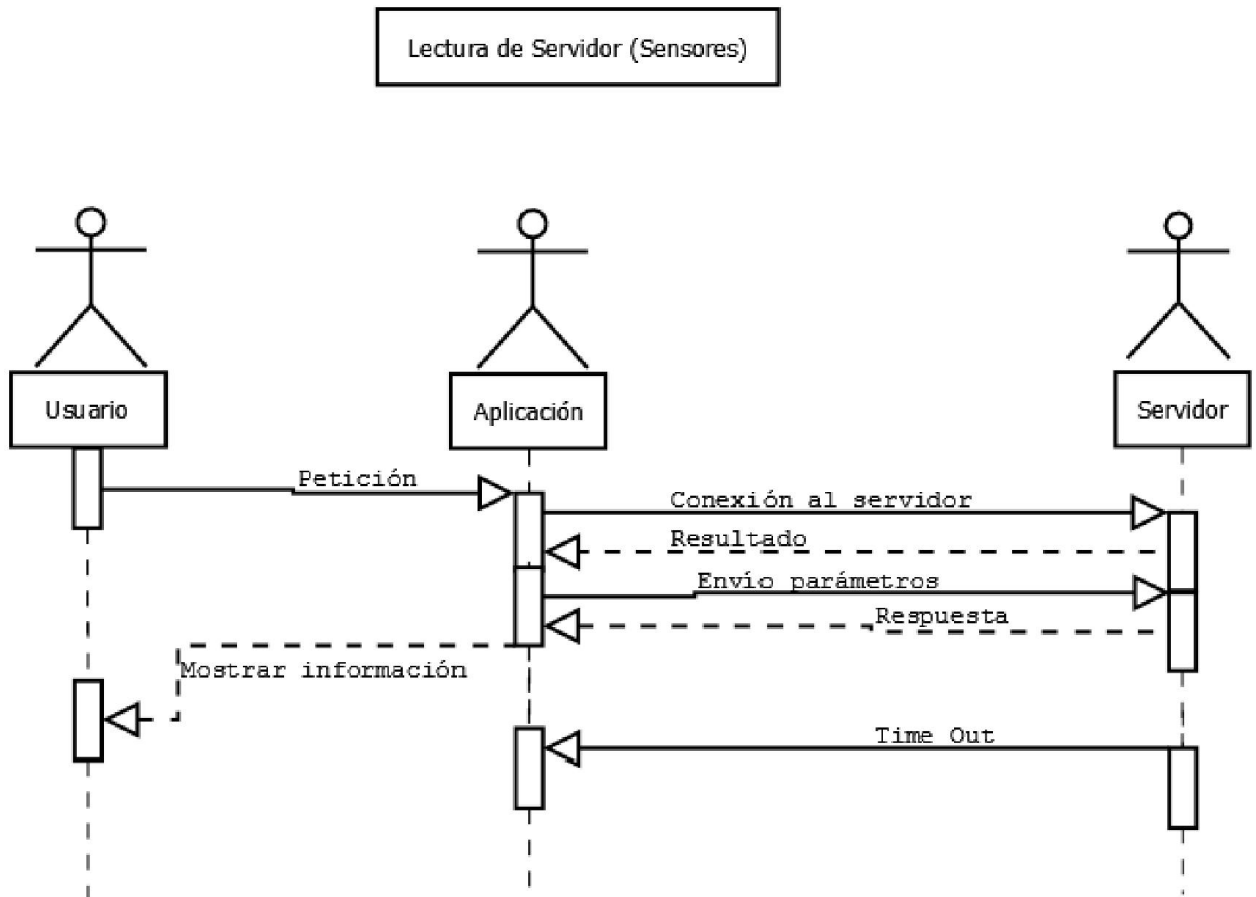 Lectura de Servidor (Sensores)
Usuario
Aplicación
Servidor
Petición
Conexión al servidor
Resultado
Envío parámetros
Respuesta
Mostrar información
Time Out